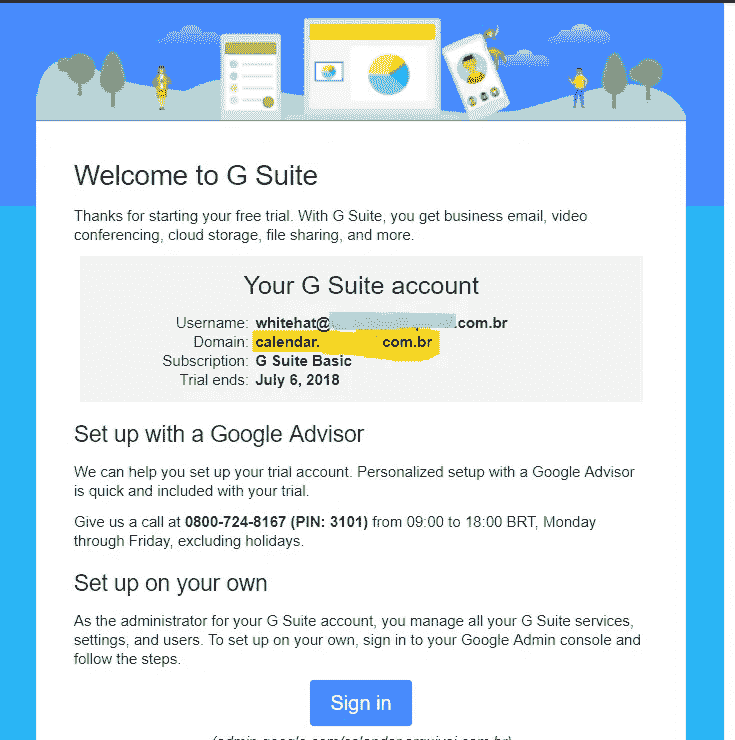 Welcome to G Suite
Thanks for starting your free trial. With G Suite, you get business email, video
conferencing, cloud storage, file sharing, and more.
Your G Suite account
Username: whitehat@ .com.br
Domain: calendar. com.br
Subscription: G Suite Basic
Trial ends: July 6, 2018
Set up with a Google Advisor
We can help you set up your trial account. Personalized setup with a Google Advisor
is quick and included with your trial.
Give us a call at 0800-724-8167 (PIN: 3101) from 09:00 to 18:00 BRT, Monday
through Friday, excluding holidays.
Set up on your own
As the administrator for your G Suite account, you manage all your G Suite services,
settings, and users. To set up on your own, sign in to your Google Admin console and
follow the steps.
Sign in